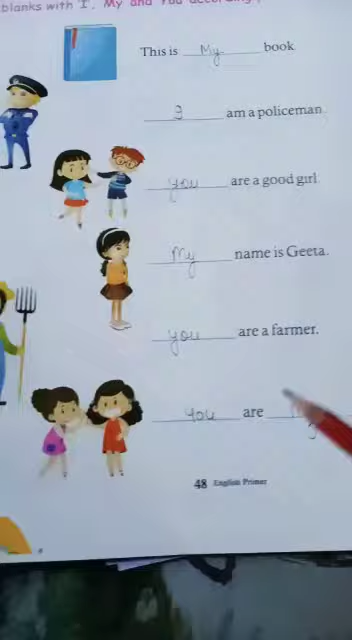 blanks with 'I', My and You
This is My book
I am a policeman.
you are a good girl.
My name is Geeta.
you are a farmer.
you are
48 English Primer